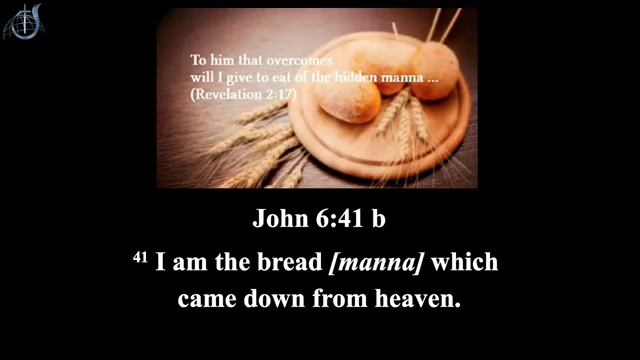 To him that overcomes
will I give to eat of the hidden manna ...
(Revelation 2:17)
John 6:41 b
41 I am the bread [manna] which
came down from heaven.